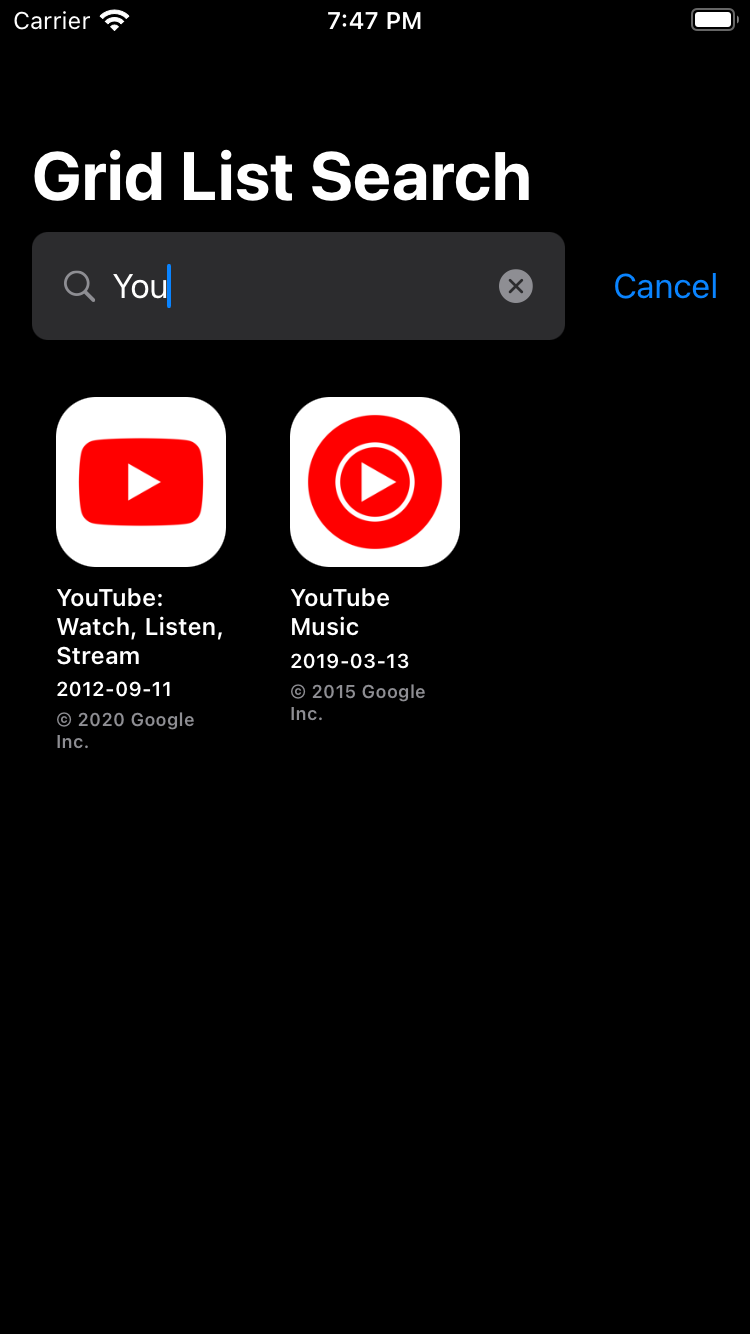 Carrier 7:47 PM
Grid List Search
You Cancel
YouTube:
Watch, Listen,
Stream
2012-09-11
© 2020 Google
Inc.
YouTube
Music
2019-03-13
© 2015 Google
Inc.